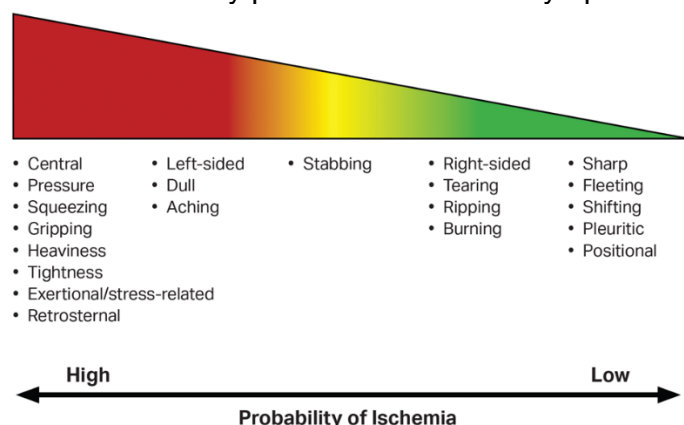 • Central
• Pressure
• Squeezing
• Gripping
• Heaviness
• Tightness
• Exertional/stress-related
• Retrosternal
• Left-sided
• Dull
• Aching
• Stabbing
• Right-sided
• Tearing
• Ripping
• Burning
• Sharp
• Fleeting
• Shifting
• Pleuritic
• Positional
High
Low
Probability of Ischemia